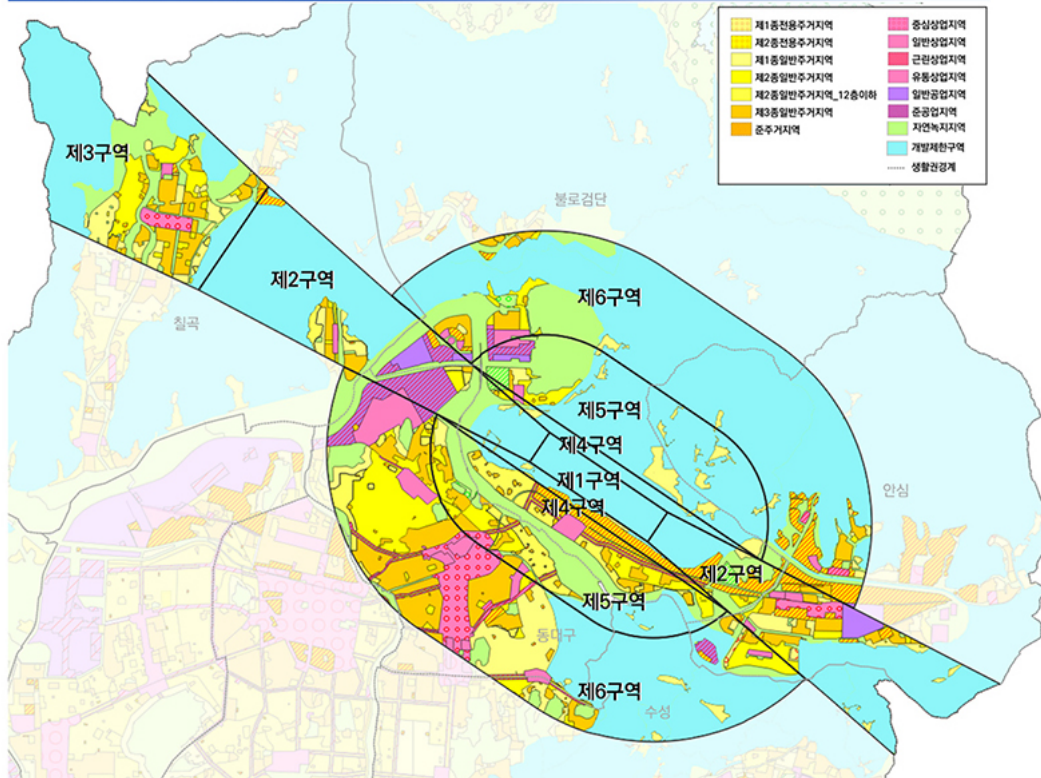 제1종전용주거지역
제2종전용주거지역
제1종일반주거지역
제2종일반주거지역
제2종일반주거지역_12층이하
제3종일반주거지역
준주거지역
중심상업지역
일반상업지역
근린상업지역
유통상업지역
일반공업지역
준공업지역
자연녹지지역
개발제한구역
생활권경계
제3구역
불로검단
제2구역
제6구역
칠곡
제5구역
제4구역
제1구역
안심
제4구역
제2구역
제5구역
동대구
제6구역
수성